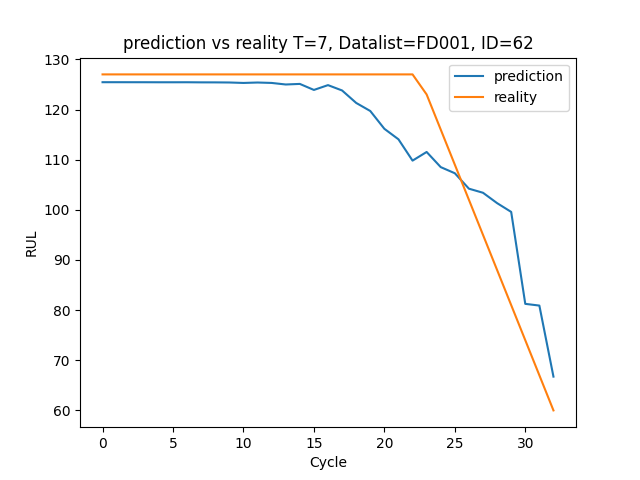 prediction vs reality T=7, Datalist=FD001, ID=62
prediction
reality
RUL
130
120
110
100
90
80
70
60
0 5 10 15 20 25 30
Cycle